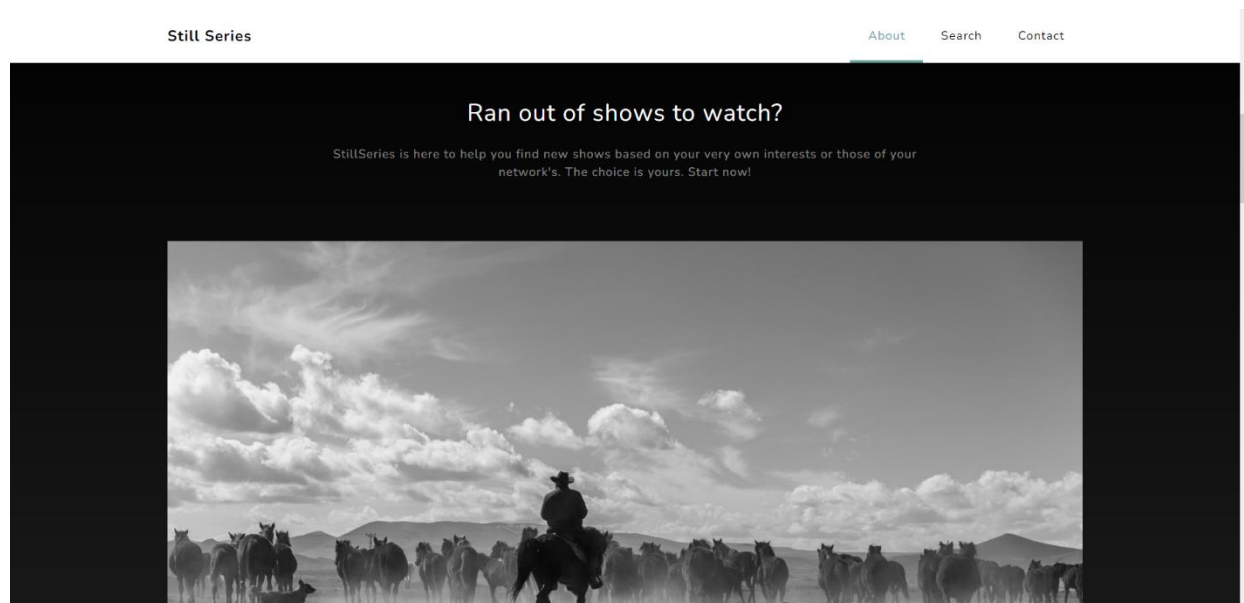 Still Series
About
Search
Contact
Ran out of shows to watch?
StillSeries is here to help you find new shows based on your very own interests or those of your
network's. The choice is yours. Start now!